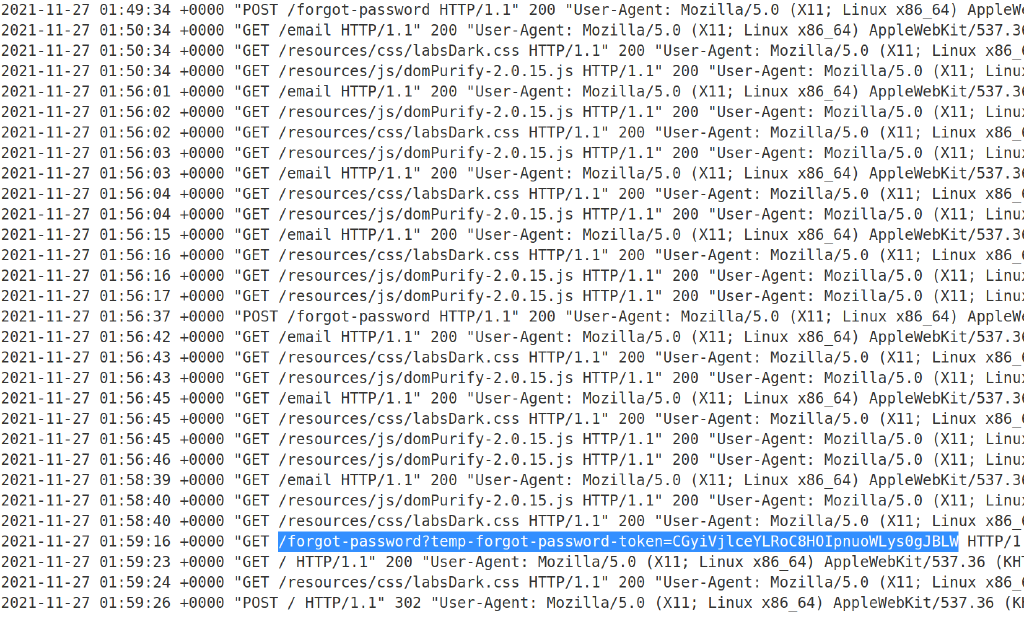 2021-11-27 01:49:34 +0000 "POST /forgot-password HTTP/1.1" 200 "User-Agent: Mozilla/5.0 (X11; Linux x86_64) AppleWe
2021-11-27 01:50:34 +0000 "GET /email HTTP/1.1" 200 "User-Agent: Mozilla/5.0 (X11; Linux x86_64) AppleWebKit/537.36
2021-11-27 01:50:34 +0000 "GET /resources/css/labsDark.css HTTP/1.1" 200 "User-Agent: Mozilla/5.0 (X11; Linux x86_6
2021-11-27 01:50:34 +0000 "GET /resources/js/domPurify-2.0.15.js HTTP/1.1" 200 "User-Agent: Mozilla/5.0 (X11; Linux
2021-11-27 01:56:01 +0000 "GET /email HTTP/1.1" 200 "User-Agent: Mozilla/5.0 (X11; Linux x86_64) AppleWebKit/537.36
2021-11-27 01:56:02 +0000 "GET /resources/js/domPurify-2.0.15.js HTTP/1.1" 200 "User-Agent: Mozilla/5.0 (X11; Linux
2021-11-27 01:56:02 +0000 "GET /resources/css/labsDark.css HTTP/1.1" 200 "User-Agent: Mozilla/5.0 (X11; Linux x86_6
2021-11-27 01:56:03 +0000 "GET /resources/js/domPurify-2.0.15.js HTTP/1.1" 200 "User-Agent: Mozilla/5.0 (X11; Linux
2021-11-27 01:56:03 +0000 "GET /email HTTP/1.1" 200 "User-Agent: Mozilla/5.0 (X11; Linux x86_64) AppleWebKit/537.36
2021-11-27 01:56:04 +0000 "GET /resources/css/labsDark.css HTTP/1.1" 200 "User-Agent: Mozilla/5.0 (X11; Linux x86_6
2021-11-27 01:56:04 +0000 "GET /resources/js/domPurify-2.0.15.js HTTP/1.1" 200 "User-Agent: Mozilla/5.0 (X11; Linux
2021-11-27 01:56:15 +0000 "GET /email HTTP/1.1" 200 "User-Agent: Mozilla/5.0 (X11; Linux x86_64) AppleWebKit/537.36
2021-11-27 01:56:16 +0000 "GET /resources/css/labsDark.css HTTP/1.1" 200 "User-Agent: Mozilla/5.0 (X11; Linux x86_6
2021-11-27 01:56:16 +0000 "GET /resources/js/domPurify-2.0.15.js HTTP/1.1" 200 "User-Agent: Mozilla/5.0 (X11; Linux
2021-11-27 01:56:17 +0000 "GET /resources/js/domPurify-2.0.15.js HTTP/1.1" 200 "User-Agent: Mozilla/5.0 (X11; Linux
2021-11-27 01:56:37 +0000 "POST /forgot-password HTTP/1.1" 200 "User-Agent: Mozilla/5.0 (X11; Linux x86_64) AppleWe
2021-11-27 01:56:42 +0000 "GET /email HTTP/1.1" 200 "User-Agent: Mozilla/5.0 (X11; Linux x86_64) AppleWebKit/537.36
2021-11-27 01:56:43 +0000 "GET /resources/css/labsDark.css HTTP/1.1" 200 "User-Agent: Mozilla/5.0 (X11; Linux x86_6
2021-11-27 01:56:43 +0000 "GET /resources/js/domPurify-2.0.15.js HTTP/1.1" 200 "User-Agent: Mozilla/5.0 (X11; Linux
2021-11-27 01:56:45 +0000 "GET /email HTTP/1.1" 200 "User-Agent: Mozilla/5.0 (X11; Linux x86_64) AppleWebKit/537.36
2021-11-27 01:56:45 +0000 "GET /resources/css/labsDark.css HTTP/1.1" 200 "User-Agent: Mozilla/5.0 (X11; Linux x86_6
2021-11-27 01:56:45 +0000 "GET /resources/js/domPurify-2.0.15.js HTTP/1.1" 200 "User-Agent: Mozilla/5.0 (X11; Linux
2021-11-27 01:56:46 +0000 "GET /resources/js/domPurify-2.0.15.js HTTP/1.1" 200 "User-Agent: Mozilla/5.0 (X11; Linux
2021-11-27 01:58:39 +0000 "GET /email HTTP/1.1" 200 "User-Agent: Mozilla/5.0 (X11; Linux x86_64) AppleWebKit/537.36
2021-11-27 01:58:40 +0000 "GET /resources/js/domPurify-2.0.15.js HTTP/1.1" 200 "User-Agent: Mozilla/5.0 (X11; Linux
2021-11-27 01:58:40 +0000 "GET /resources/css/labsDark.css HTTP/1.1" 200 "User-Agent: Mozilla/5.0 (X11; Linux x86_6
2021-11-27 01:59:16 +0000 "GET /forgot-password?temp-forgot-password-token=CGyiVjlceYLRoC8HOIpnuoWLys0gJBLW HTTP/1
2021-11-27 01:59:23 +0000 "GET / HTTP/1.1" 200 "User-Agent: Mozilla/5.0 (X11; Linux x86_64) AppleWebKit/537.36 (KHT
2021-11-27 01:59:24 +0000 "GET /resources/css/labsDark.css HTTP/1.1" 200 "User-Agent: Mozilla/5.0 (X11; Linux x86_6
2021-11-27 01:59:26 +0000 "POST / HTTP/1.1" 302 "User-Agent: Mozilla/5.0 (X11; Linux x86_64) AppleWebKit/537.36 (KH